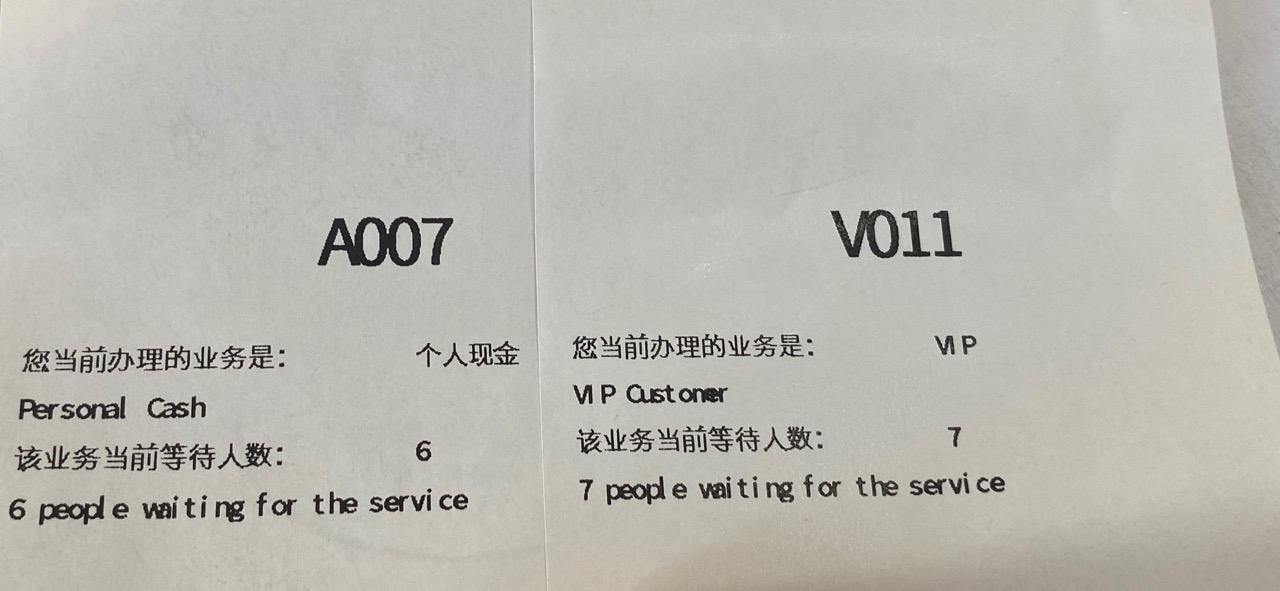 A007
您当前办理的业务是： 个人现金
Personal Cash
该业务当前等待人数： 6
6 people waiting for the service
V011
您当前办理的业务是： VIP
VIP Customer
该业务当前等待人数： 7
7 people waiting for the service